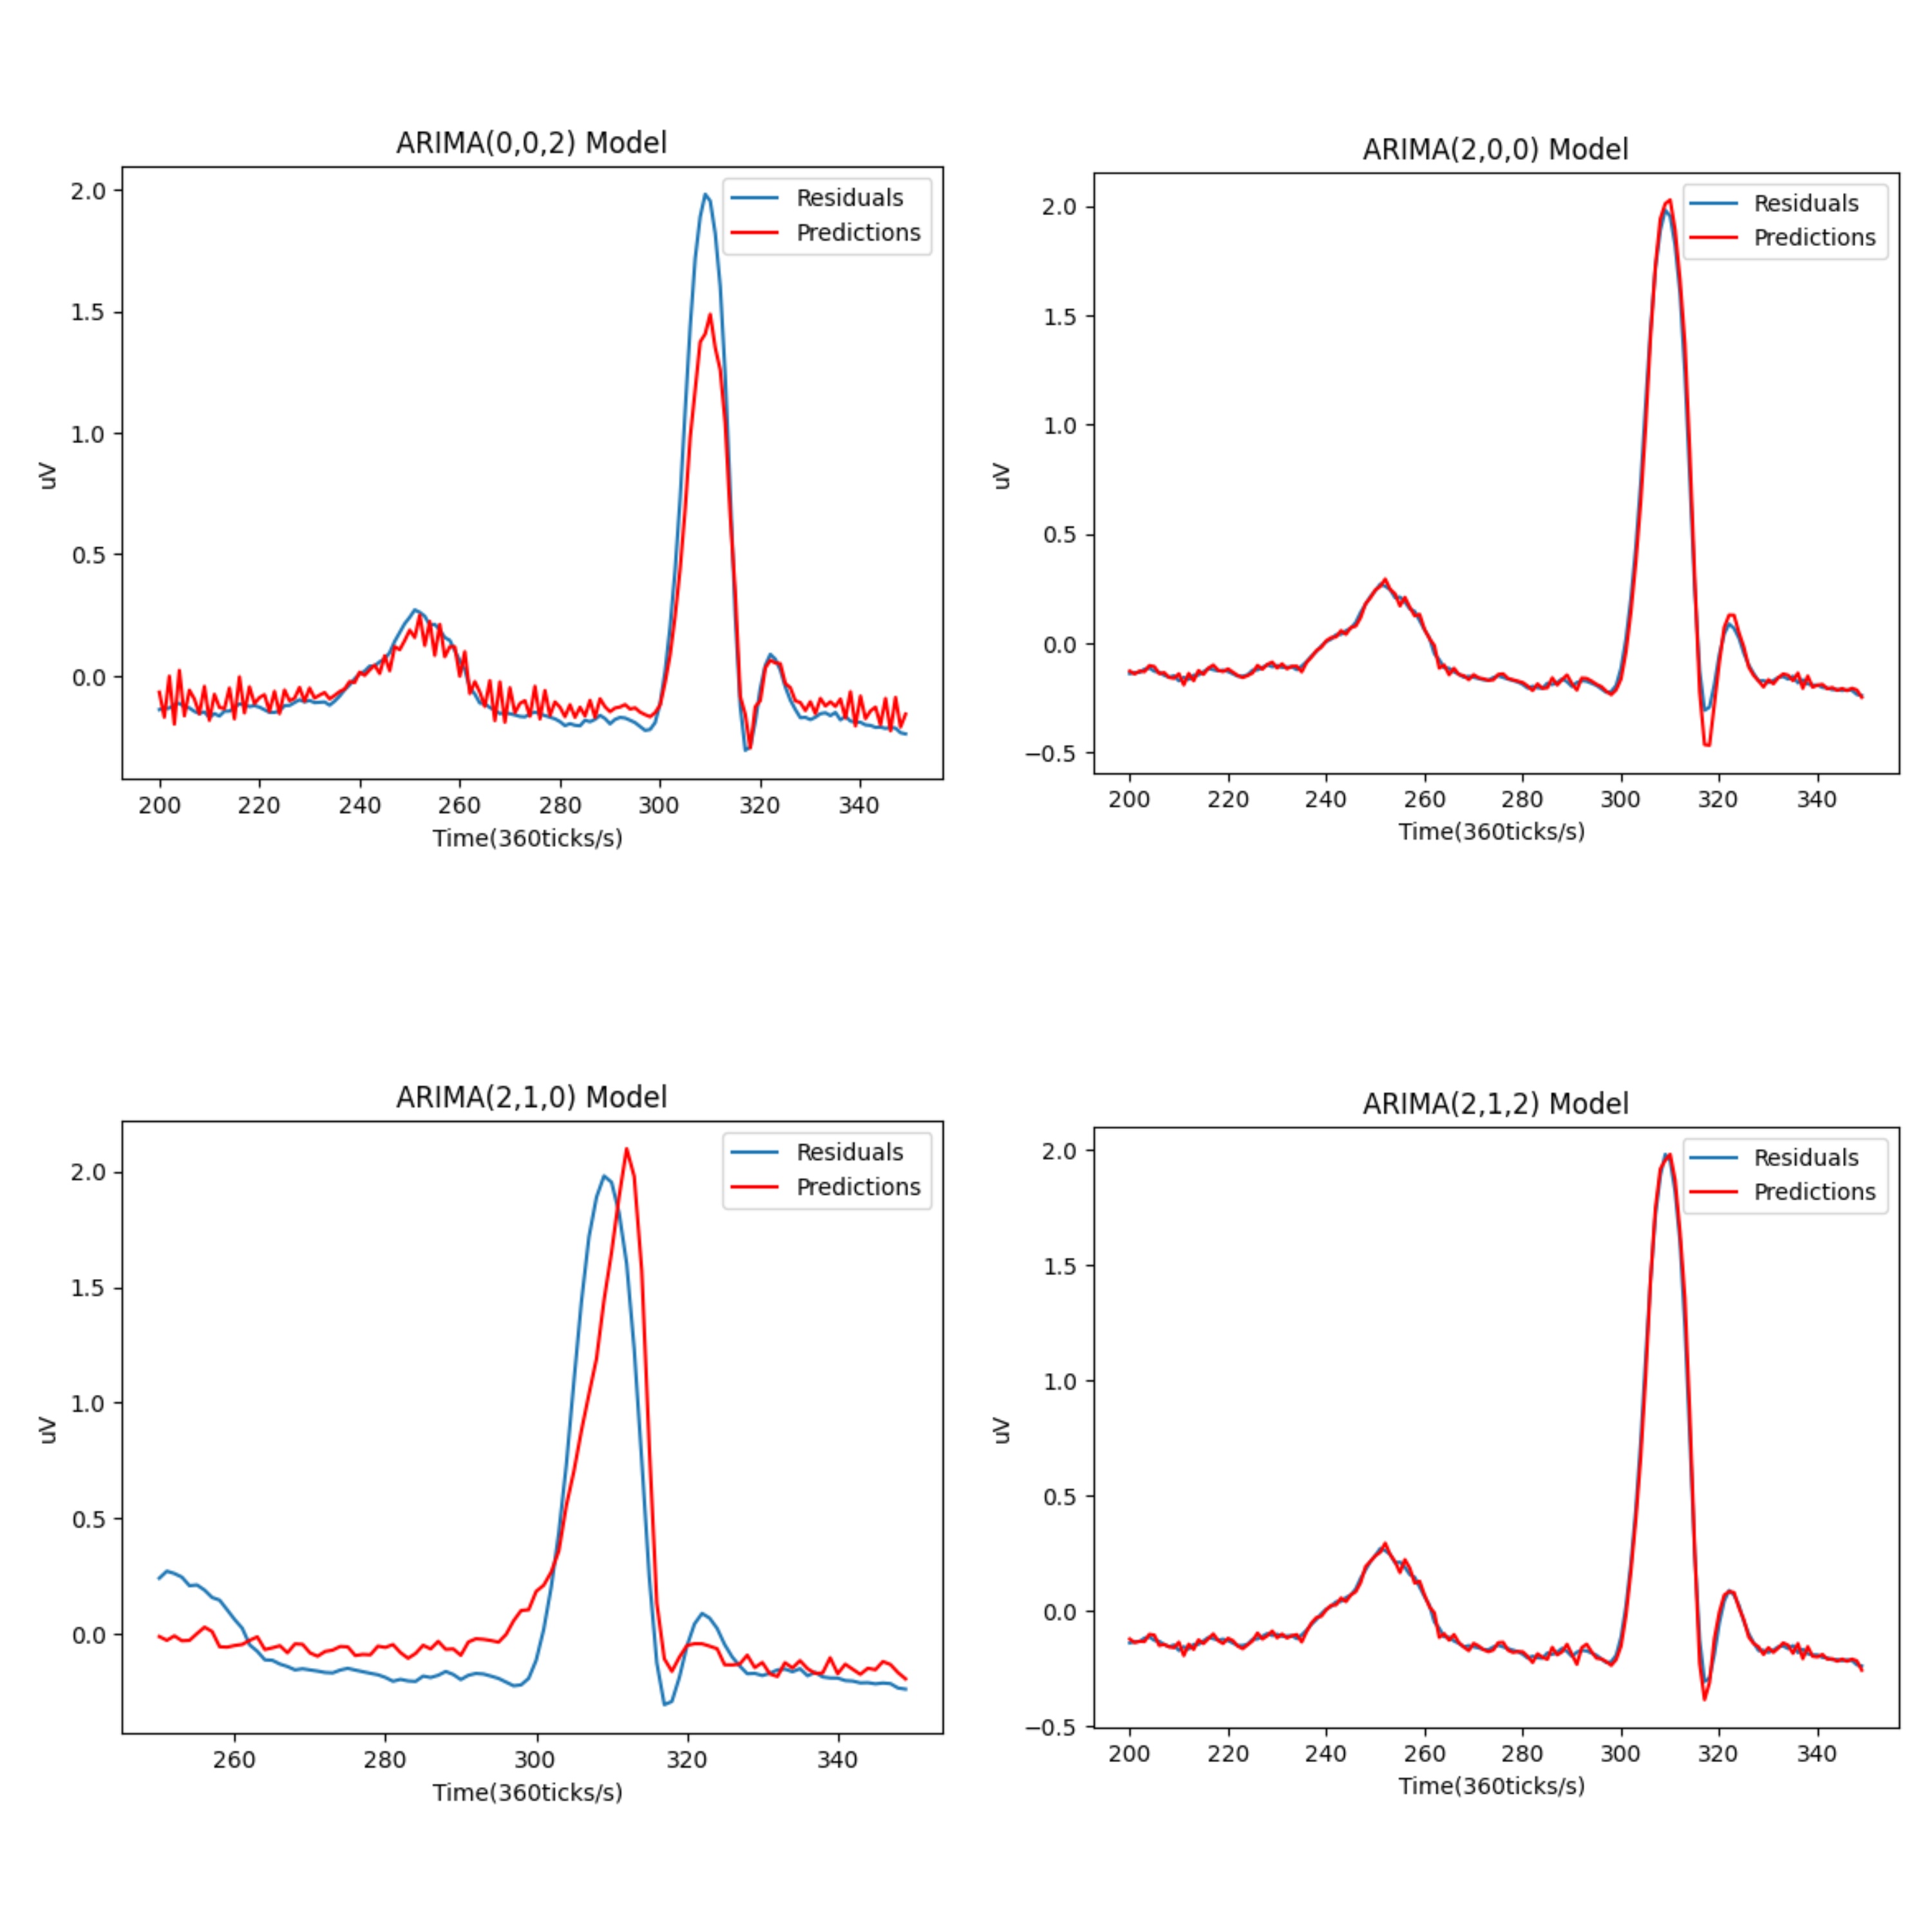 ARIMA(0,0,2) Model
Residuals
Predictions
2.0
1.5
1.0
0.5
0.0
uV
200 220 240 260 280 300 320 340
Time(360ticks/s)
ARIMA(2,0,0) Model
Residuals
Predictions
2.0
1.5
1.0
0.5
0.0
−0.5
uV
200 220 240 260 280 300 320 340
Time(360ticks/s)
ARIMA(2,1,0) Model
Residuals
Predictions
2.0
1.5
1.0
0.5
0.0
uV
260 280 300 320 340
Time(360ticks/s)
ARIMA(2,1,2) Model
Residuals
Predictions
2.0
1.5
1.0
0.5
0.0
−0.5
uV
200 220 240 260 280 300 320 340
Time(360ticks/s)